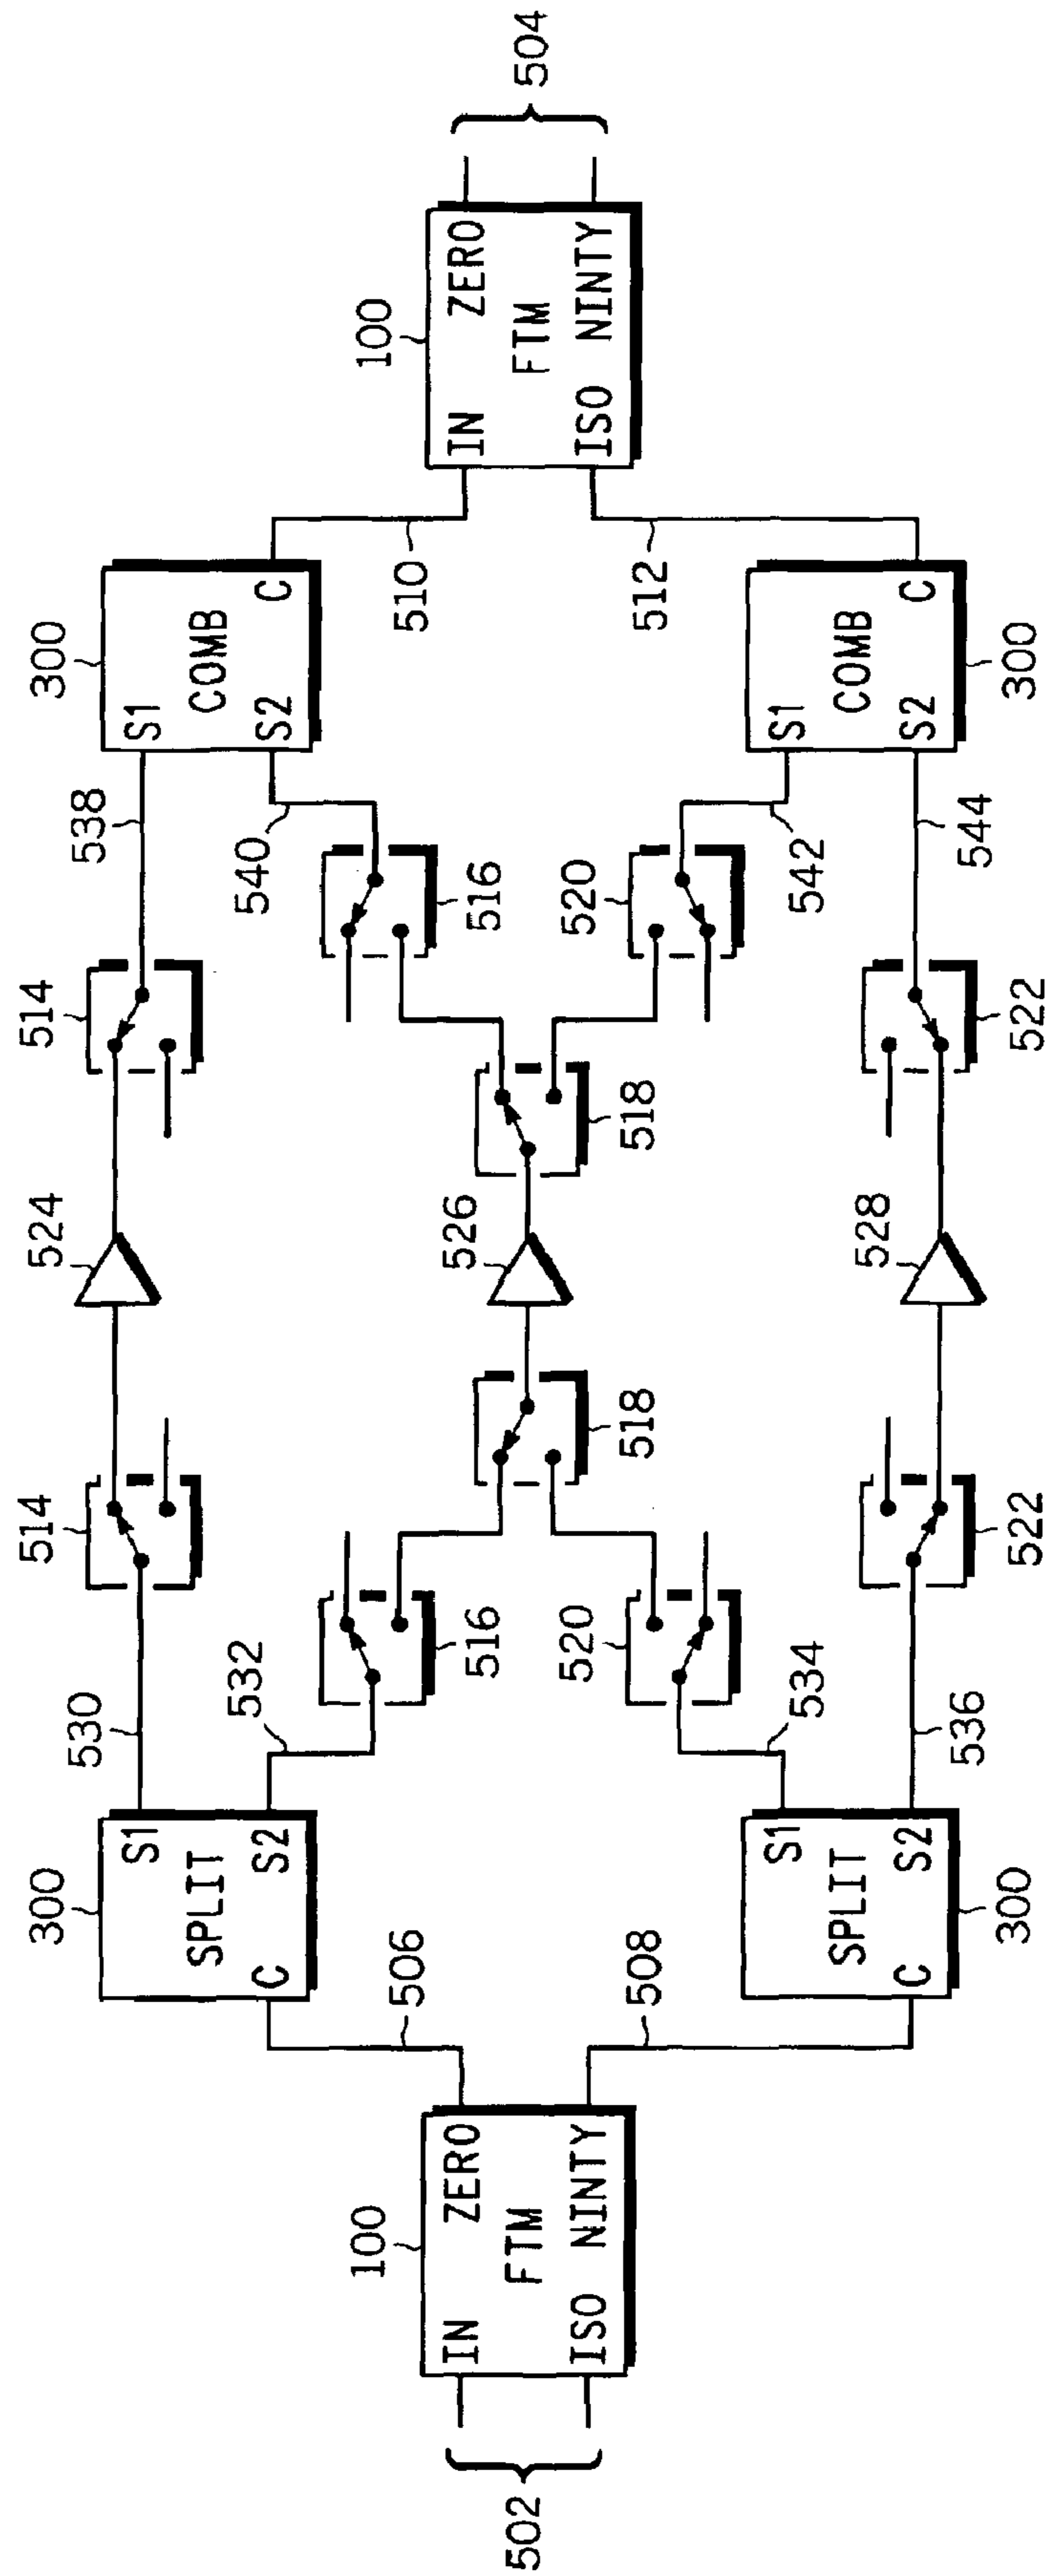 502
100
IN ZERO
FTM
ISO NINTY
506
508
300
S1
SPLIT
C S2
300
S1
SPLIT
C S2
530
532
534
536
514
516
520
522
518
524
526
528
514
518
516
520
522
538
540
542
544
300
S1
COMB
S2 C
300
S1
COMB
S2 C
510
512
100
IN ZERO
FTM
ISO NINTY
504